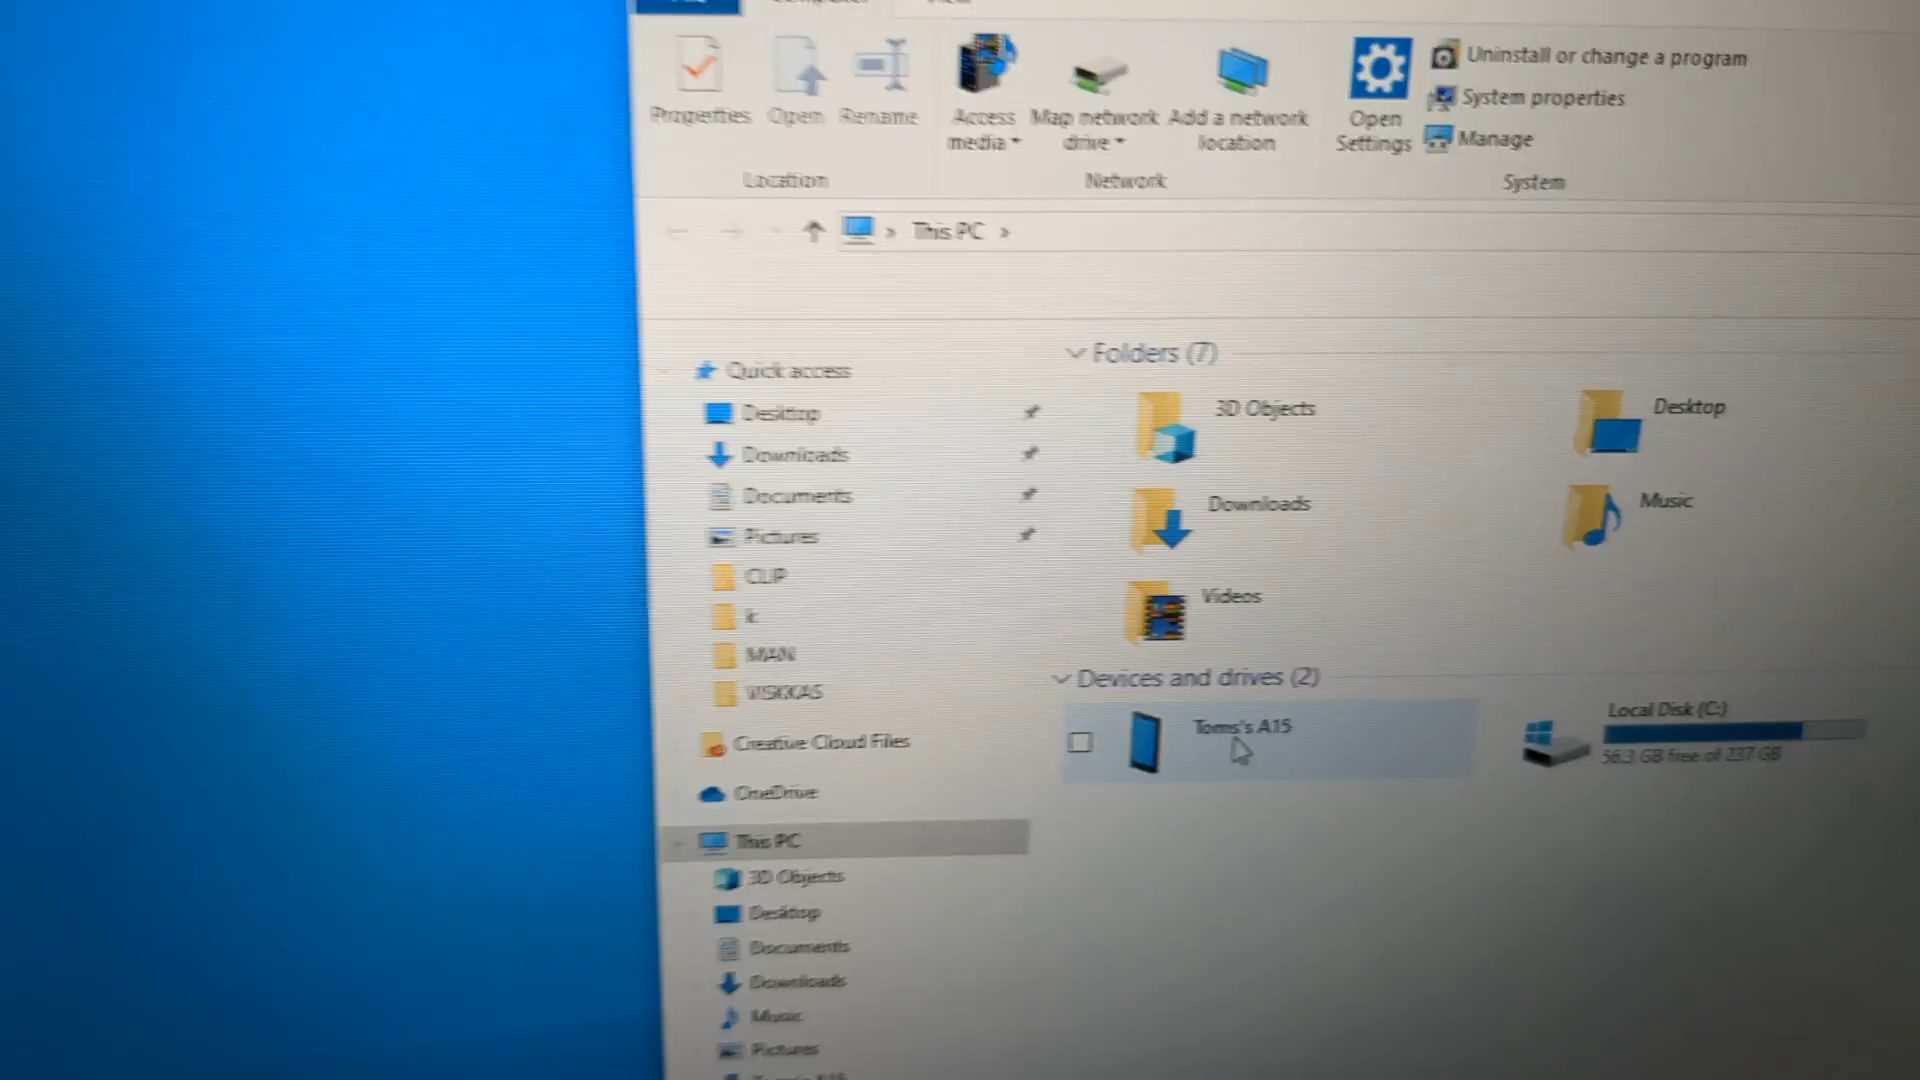 Properties
Open
Rename
Access
media
Map network
drive
Add a network
location
Open
Settings
Uninstall or change a program
System properties
Manage
Location
Network
System
This PC
Quick access
Desktop
Downloads
Documents
Pictures
CLIP
MAIN
Creative Cloud Files
OneDrive
This PC
3D Objects
Desktop
Documents
Downloads
Music
Pictures
Folders (7)
3D Objects
Desktop
Downloads
Music
Videos
Devices and drives (2)
Toms's A15
Local Disk (C:)
56.3 GB free of 237 GB